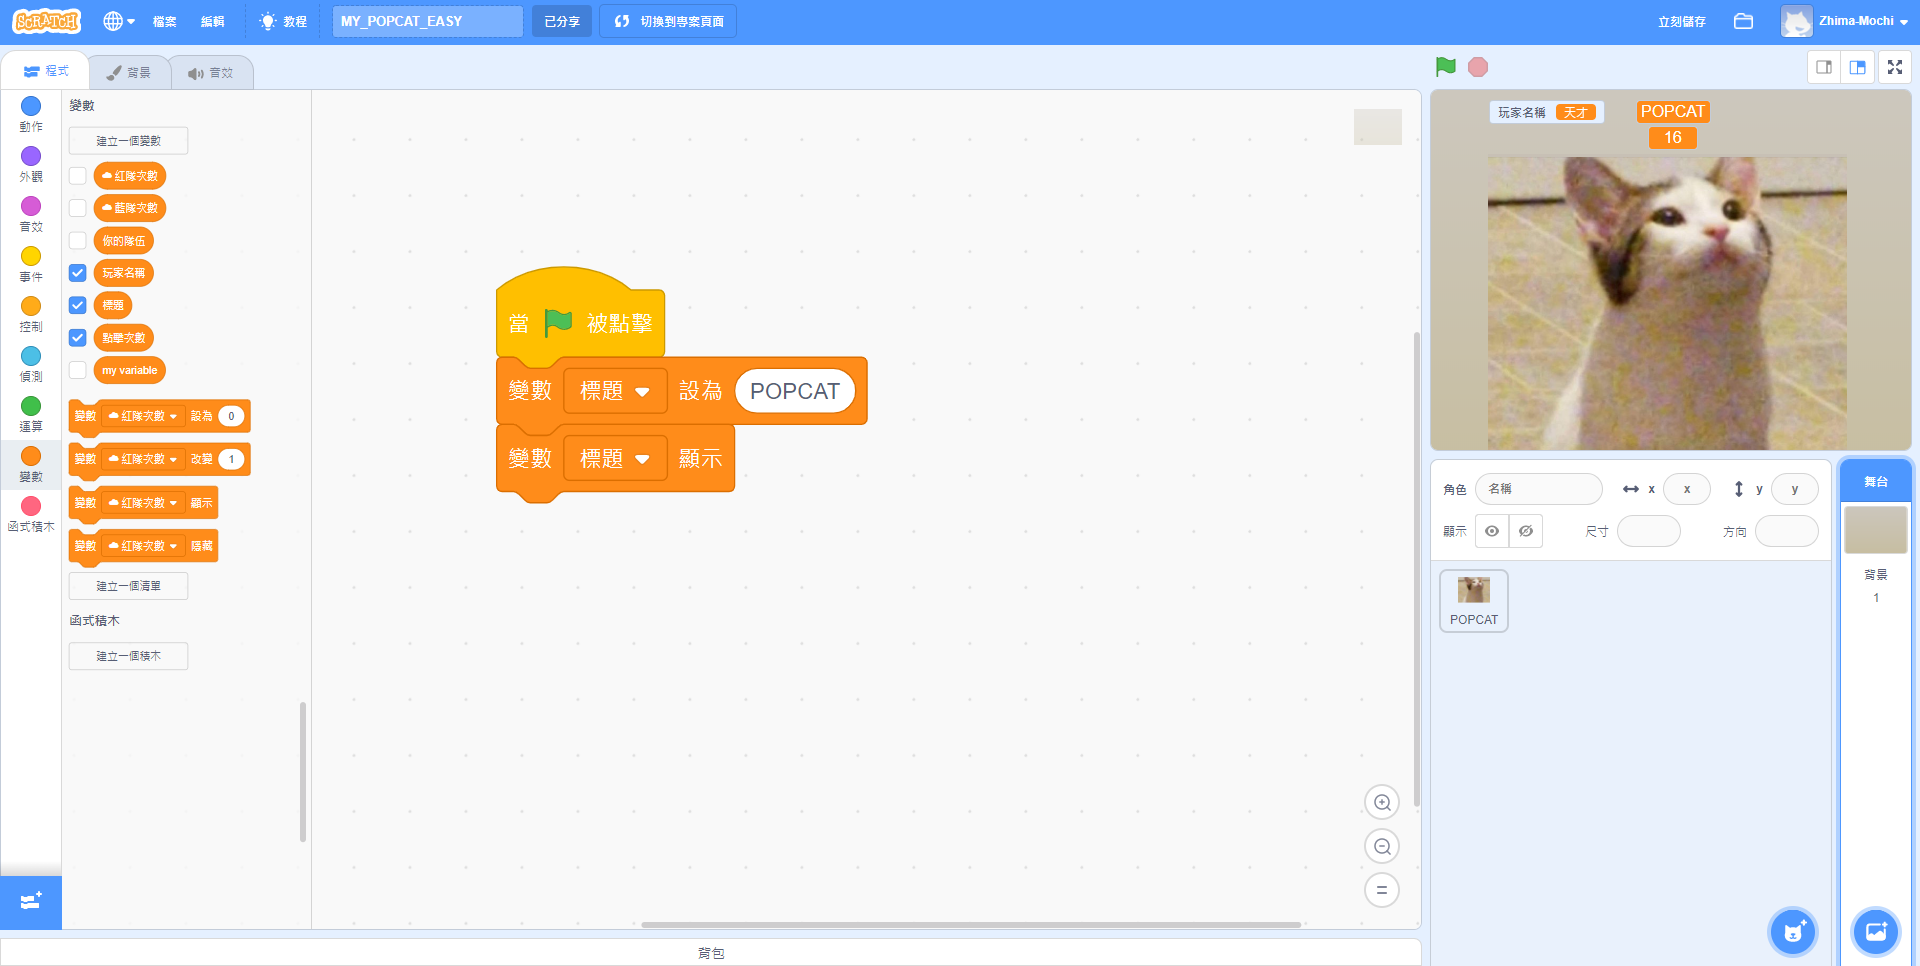 SCRATCH 檔案 編輯 教程 MY_POPCAT_EASY 已分享 切換到專案頁面 立刻儲存 Zhima-Mochi
程式 背景 音效
動作
外觀
音效
事件
控制
偵測
運算
變數
函式積木
變數
建立一個變數
紅隊次數
藍隊次數
你的隊伍
玩家名稱
標題
點擊次數
my variable
變數 紅隊次數 設為 0
變數 紅隊次數 改變 1
變數 紅隊次數 顯示
變數 紅隊次數 隱藏
建立一個清單
函式積木
建立一個積木
當 被點擊
變數 標題 設為 POPCAT
變數 標題 顯示
背包
玩家名稱 天才 POPCAT
16
角色 名稱 x x y y
顯示 尺寸 方向
POPCAT
舞台
背景
1